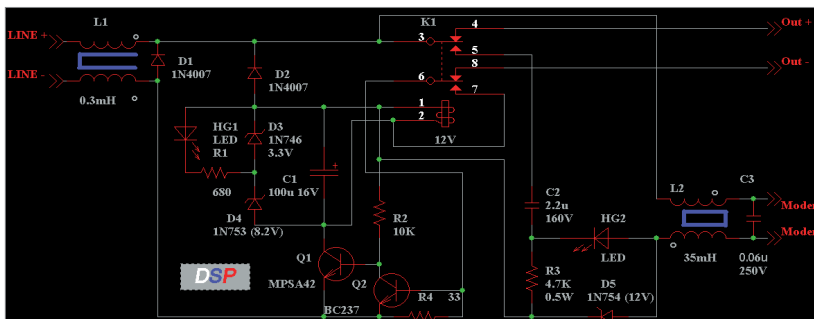 L1
K1
4
Out +
LINE +
3
5
D1
1N4007
8
Out -
LINE -
D2
1N4007
6
7
0.3mH
1
2
HG1
LED
R1
D3
1N746
3.3V
12V
680
C1
100u 16V
C2
2.2u
160V
L2
C3
D4
1N753 (8.2V)
R2
10K
HG2
LED
35mH
0.06u
250V
Q1
DSP
MPSA42
Q2
R3
4.7K
0.5W
D5
1N754 (12V)
R4
33
BC237